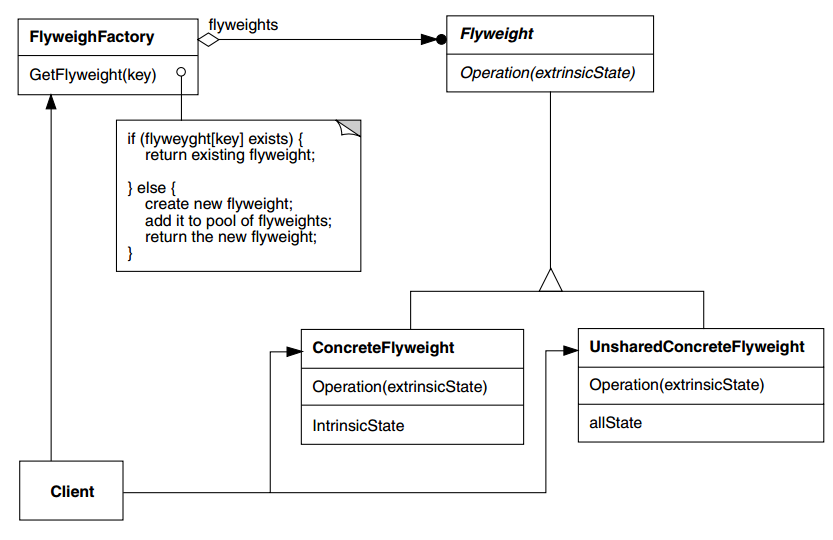 flyweights
FlyweighFactory
GetFlyweight(key)
Flyweight
Operation(extrinsicState)
if (flyweyght[key] exists) {
return existing flyweight;
} else {
create new flyweight;
add it to pool of flyweights;
return the new flyweight;
}
ConcreteFlyweight
Operation(extrinsicState)
IntrinsicState
UnsharedConcreteFlyweight
Operation(extrinsicState)
allState
Client